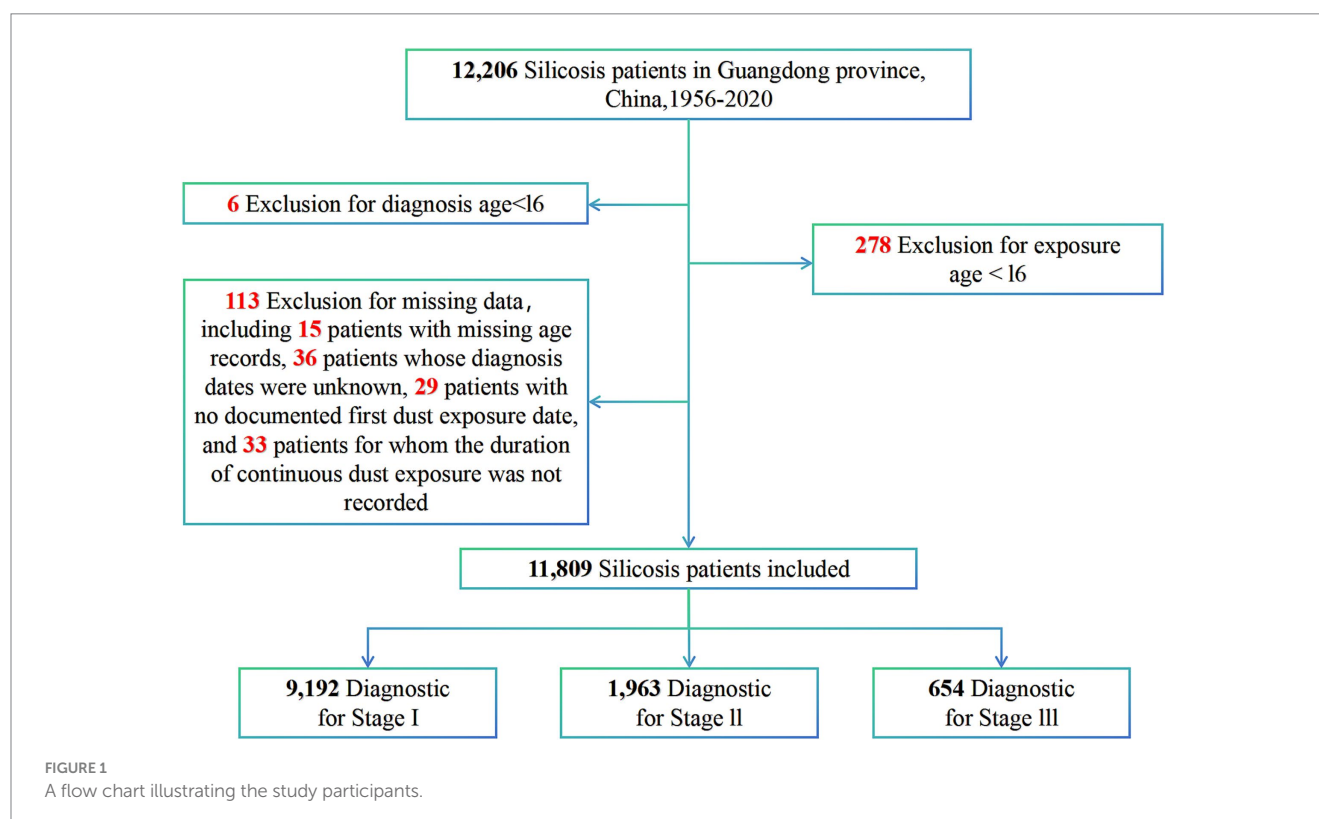 12,206 Silicosis patients in Guangdong province,
China,1956-2020
6 Exclusion for diagnosis age<l6
278 Exclusion for exposure
age < l6
113 Exclusion for missing data,
including 15 patients with missing age
records, 36 patients whose diagnosis
dates were unknown, 29 patients with
no documented first dust exposure date,
and 33 patients for whom the duration
of continuous dust exposure was not
recorded
11,809 Silicosis patients included
9,192 Diagnostic
for Stage I
1,963 Diagnostic
for Stage ll
654 Diagnostic
for Stage lll
FIGURE 1
A flow chart illustrating the study participants.